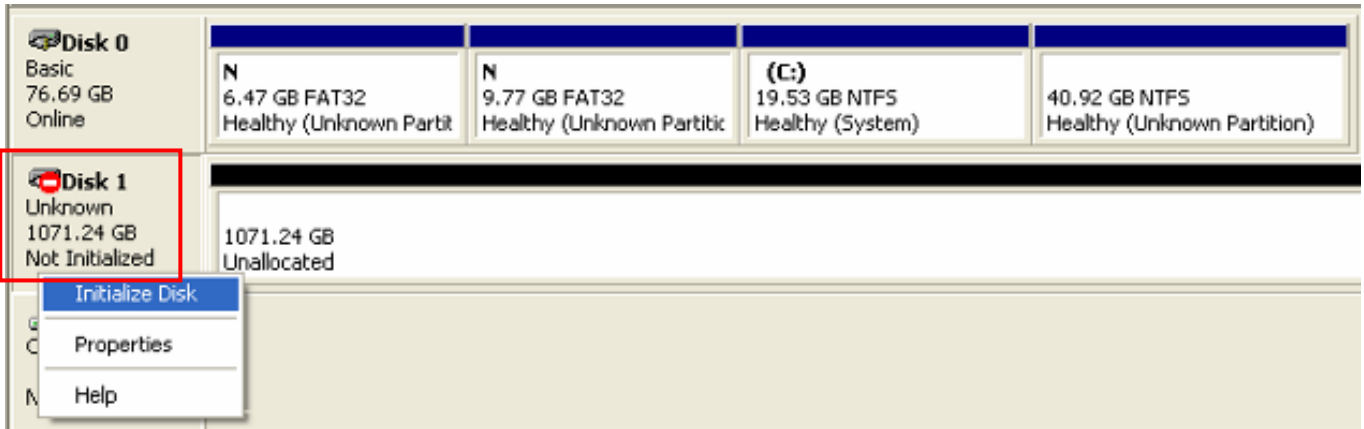 Disk 0
Basic
76.69 GB
Online
N
6.47 GB FAT32
Healthy (Unknown Partit
N
9.77 GB FAT32
Healthy (Unknown Partitic
(C:)
19.53 GB NTFS
Healthy (System)
40.92 GB NTFS
Healthy (Unknown Partition)
Disk 1
Unknown
1071.24 GB
Not Initialized
1071.24 GB
Unallocated
Initialize Disk
Properties
Help